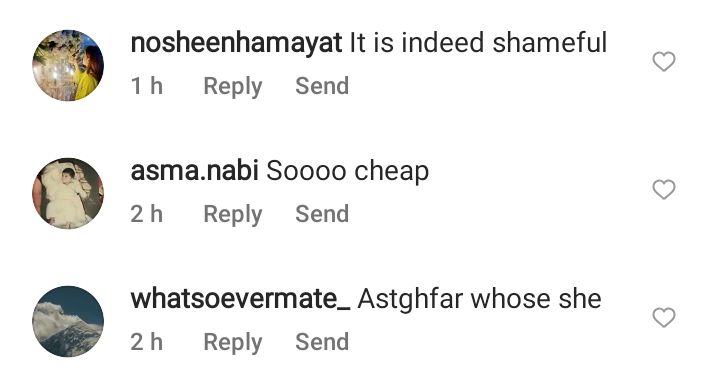 nosheenhamayat It is indeed shameful
1 h Reply Send
asma.nabi Soooo cheap
2 h Reply Send
whatsoevermate_ Astghfar whose she
2 h Reply Send